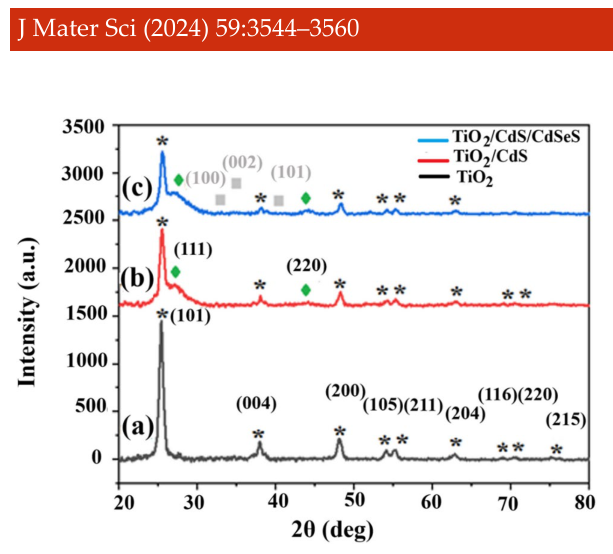 J Mater Sci (2024) 59:3544–3560
3500
3000
2500
2000
1500
1000
500
0
Intensity (a.u.)
TiO2/CdS/CdSeS
TiO2/CdS
TiO2
(c)
*
(100)
(002)
(101)
* * * * *
(b)
*
(111)
(220)
* * * * * * *
(a)
* (101)
(004)
(200)
(105)(211)
(204)
(116)(220)
(215)
* * * * * * * *
20 30 40 50 60 70 80
2θ (deg)